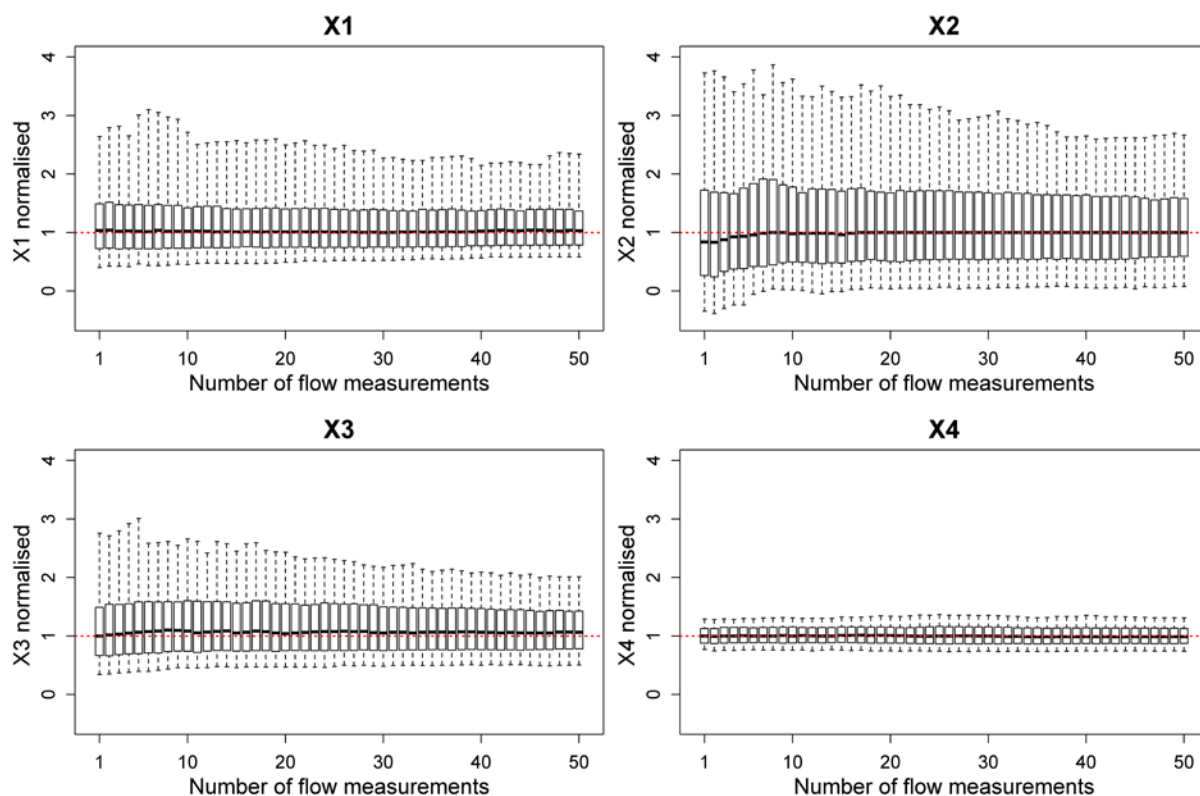 X1
X1 normalised
4
3
2
1
0
1 10 20 30 40 50
Number of flow measurements
X2
X2 normalised
4
3
2
1
0
1 10 20 30 40 50
Number of flow measurements
X3
X3 normalised
4
3
2
1
0
1 10 20 30 40 50
Number of flow measurements
X4
X4 normalised
4
3
2
1
0
1 10 20 30 40 50
Number of flow measurements